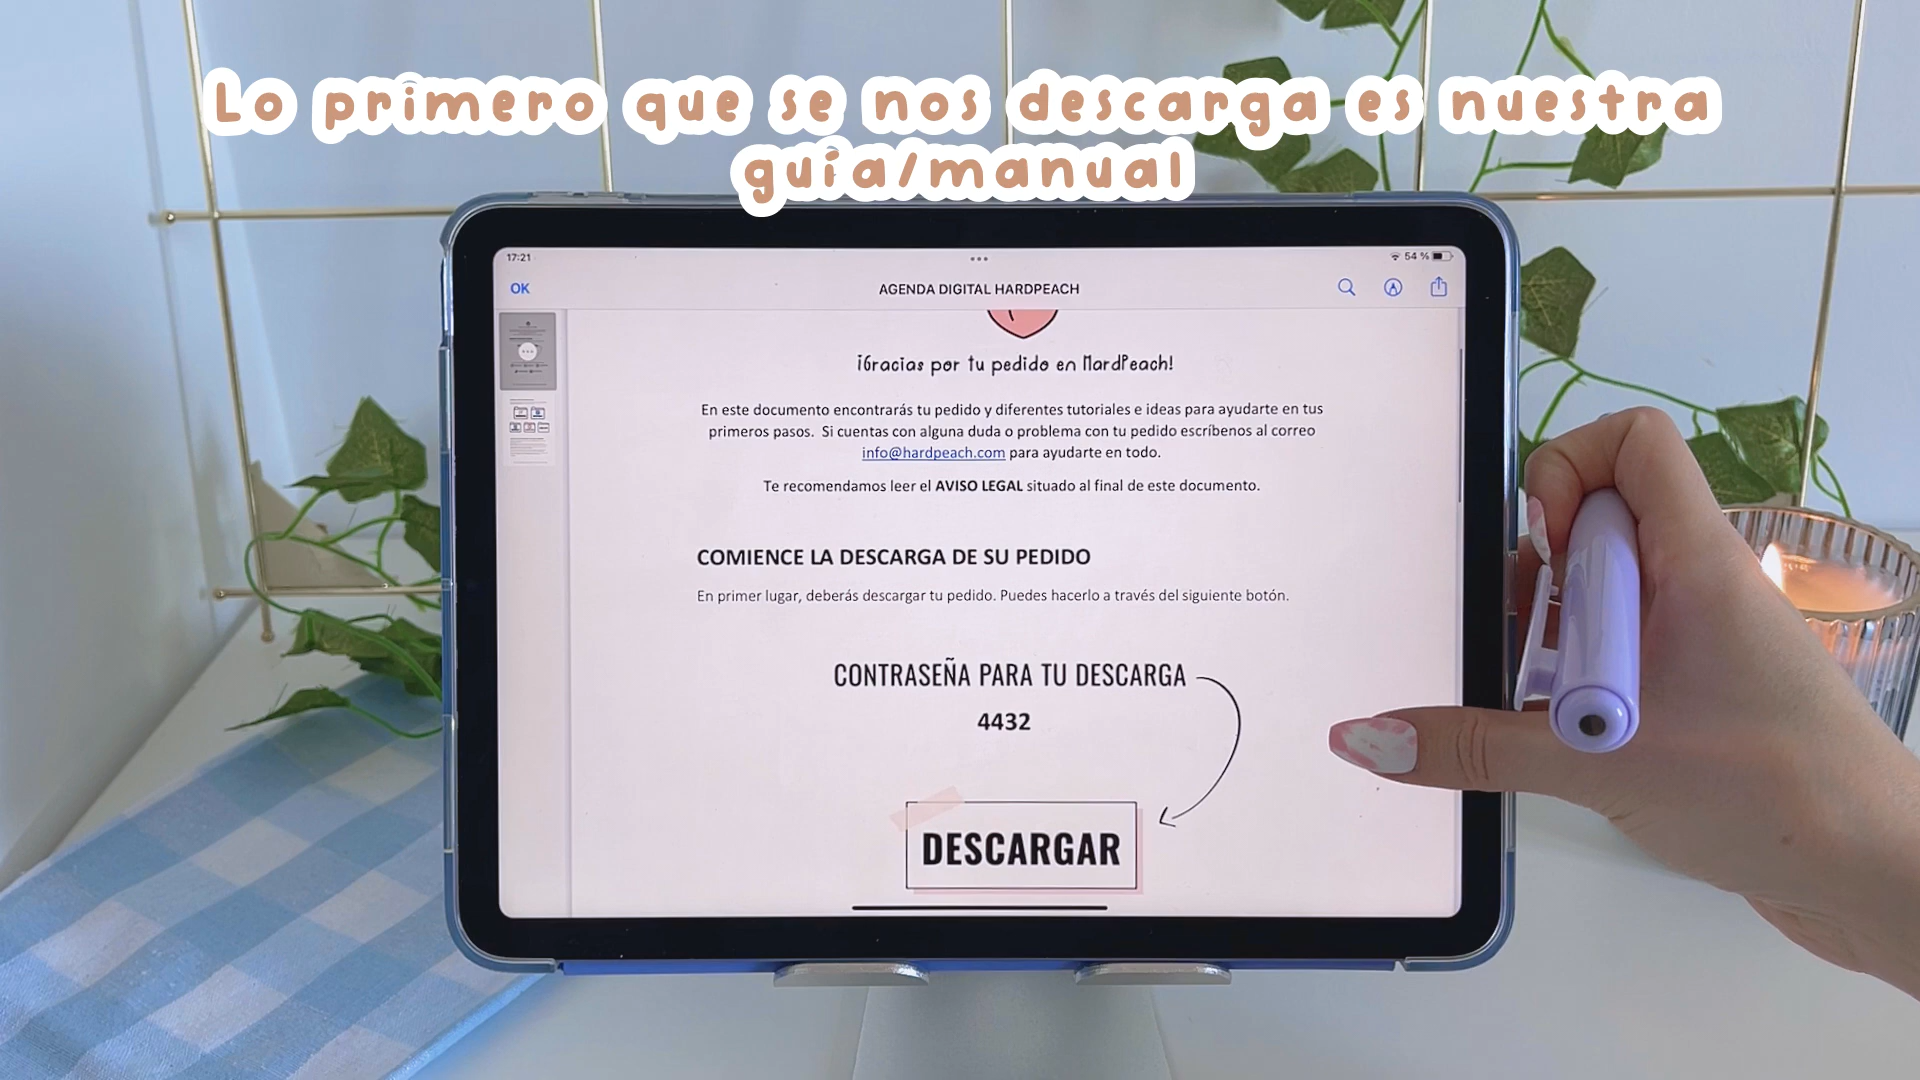 Lo primero que se nos descarga es nuestra
guía/manual
17:21
54 %
OK
AGENDA DIGITAL HARDPEACH
¡Gracias por tu pedido en HardPeach!
En este documento encontrarás tu pedido y diferentes tutoriales e ideas para ayudarte en tus
primeros pasos. Si cuentas con alguna duda o problema con tu pedido escríbenos al correo
info@hardpeach.com para ayudarte en todo.
Te recomendamos leer el AVISO LEGAL situado al final de este documento.
COMIENCE LA DESCARGA DE SU PEDIDO
En primer lugar, deberás descargar tu pedido. Puedes hacerlo a través del siguiente botón.
CONTRASEÑA PARA TU DESCARGA
4432
DESCARGAR